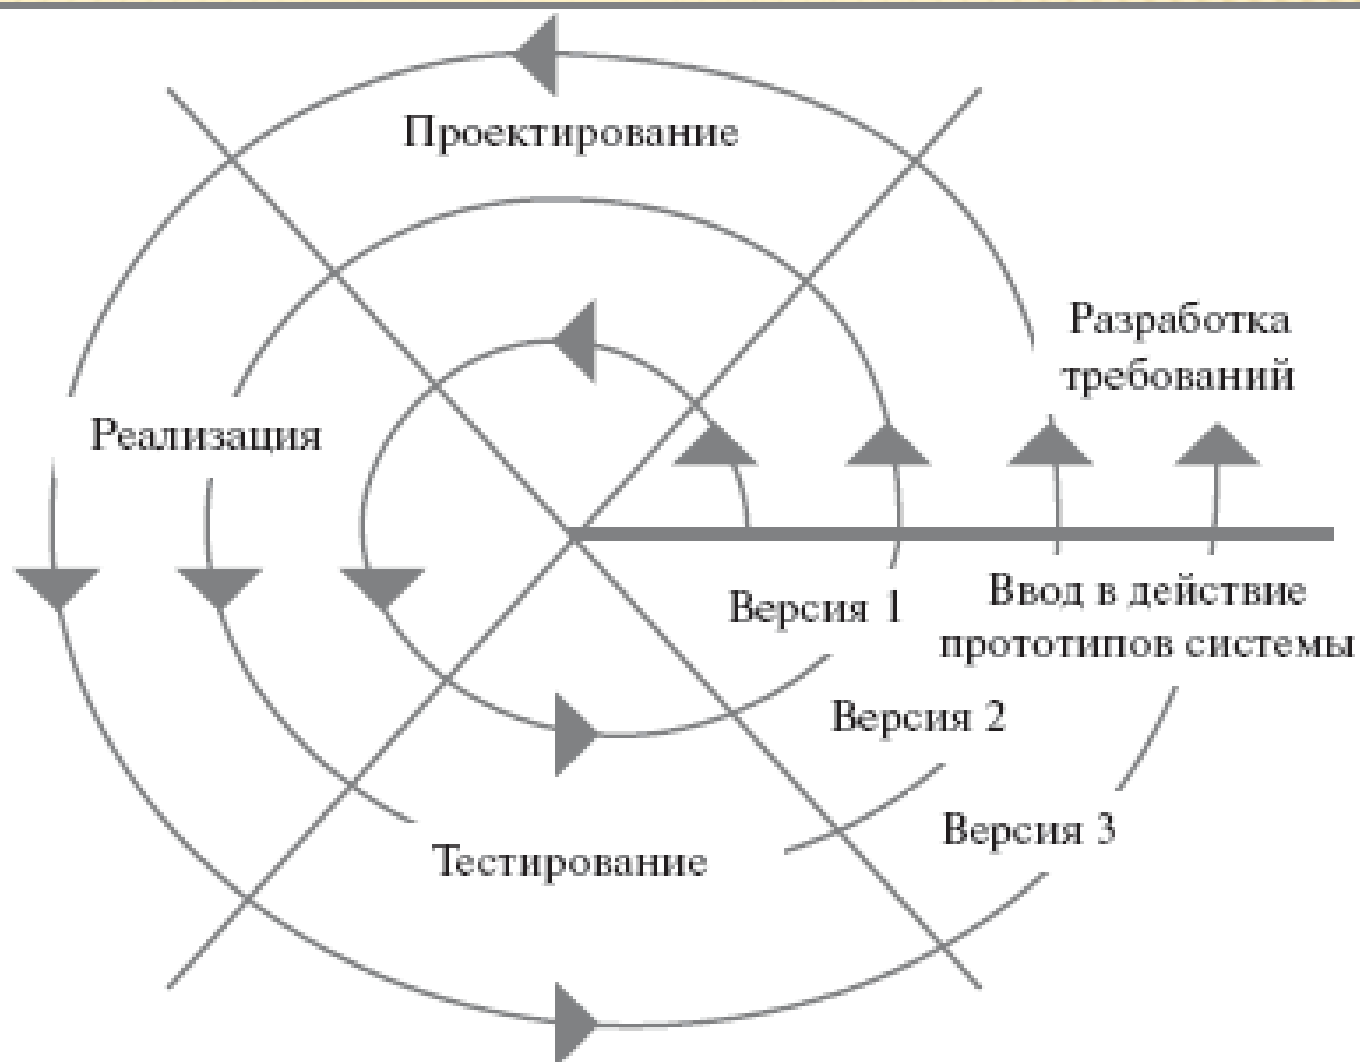 Проектирование
Разработка
требований
Реализация
Версия 1
Ввод в действие
прототипов системы
Версия 2
Версия 3
Тестирование